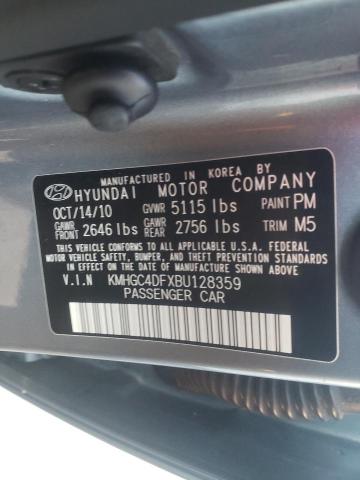 MANUFACTURED IN KOREA BY
HYUNDAI MOTOR COMPANY
OCT/14/10 GVWR 5115 lbs PAINT PM
GAWR FRONT 2646 lbs GAWR REAR 2756 lbs TRIM M5
THIS VEHICLE CONFORMS TO ALL APPLICABLE U.S.A. FEDERAL
MOTOR VEHICLE SAFETY, BUMPER, AND THEFT PREVENTION
STANDARDS IN EFFECT ON THE DATE OF MANUFACTURE SHOWN ABOVE.
V.I.N KMHGC4DFXBU128359
PASSENGER CAR